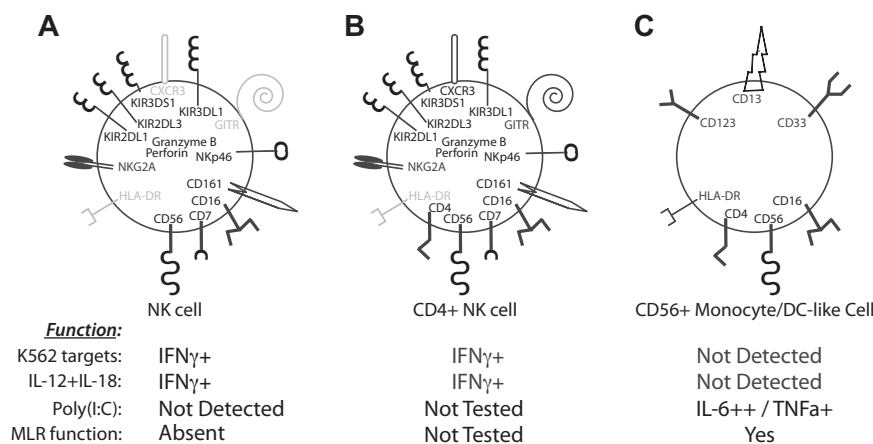 A
CXCR3
KIR3DS1
KIR3DL1
KIR2DL3
GITR
KIR2DL1
Granzyme B
Perforin
NKp46
NKG2A
CD161
HLA-DR
CD16
CD56
CD7
NK cell
B
CXCR3
KIR3DS1
KIR3DL1
KIR2DL3
GITR
KIR2DL1
Granzyme B
Perforin
NKp46
NKG2A
CD161
HLA-DR
CD16
CD4
CD56
CD7
CD4+ NK cell
C
CD13
CD123
CD33
HLA-DR
CD16
CD4
CD56
CD56+ Monocyte/DC-like Cell
Function:
K562 targets: IFNγ+ IFNγ+ Not Detected
IL-12+IL-18: IFNγ+ IFNγ+ Not Detected
Poly(I:C): Not Detected Not Tested IL-6++ / TNFa+
MLR function: Absent Not Tested Yes